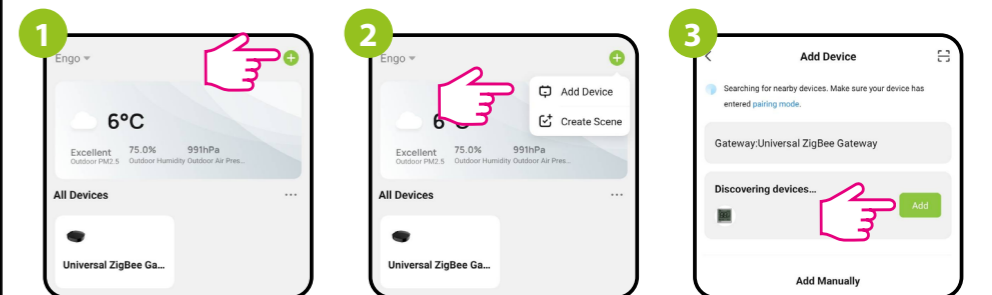 1
Engo
6°C
Excellent 75.0% 991hPa
Outdoor PM2.5 Outdoor Humidity Outdoor Air Pres...
All Devices
Universal ZigBee Ga...
2
Engo
Add Device
Create Scene
6°C
Excellent 75.0% 991hPa
Outdoor PM2.5 Outdoor Humidity Outdoor Air Pres...
All Devices
Universal ZigBee Ga...
3
Add Device
Searching for nearby devices. Make sure your device has
entered pairing mode.
Gateway:Universal ZigBee Gateway
Discovering devices...
Add
Add Manually